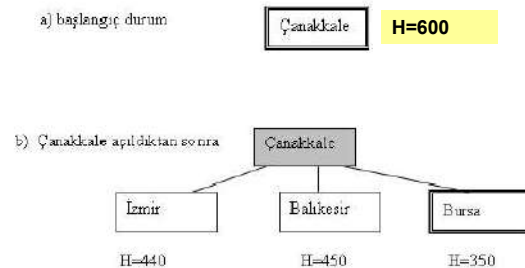 a) başlangıç durum
Çanakkale
H=600
b) Çanakkale açıldıktan sonra
Çanakkale
İzmir
Balıkesir
Bursa
H=440
H=450
H=350